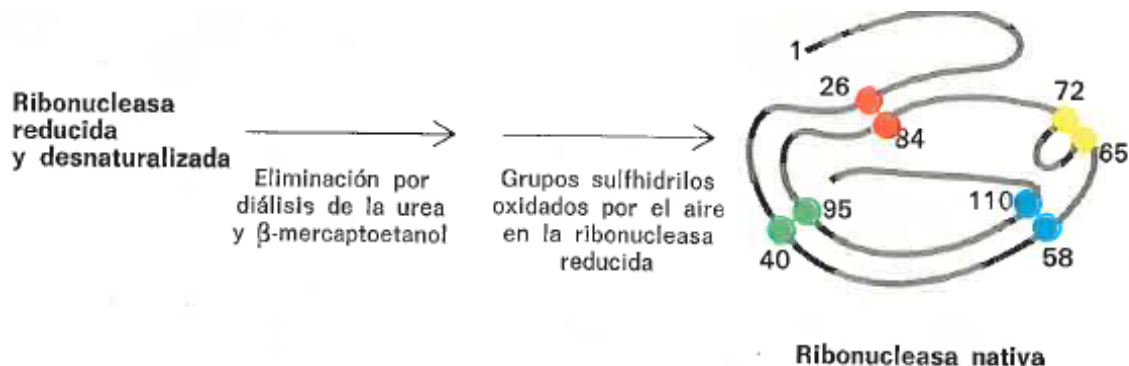 Ribonucleasa
reducida
y desnaturalizada
Eliminación por
diálisis de la urea
y β-mercaptoetanol
Grupos sulfhidrilos
oxidados por el aire
en la ribonucleasa
reducida
1
26
72
84
65
95
110
40
58
Ribonucleasa nativa